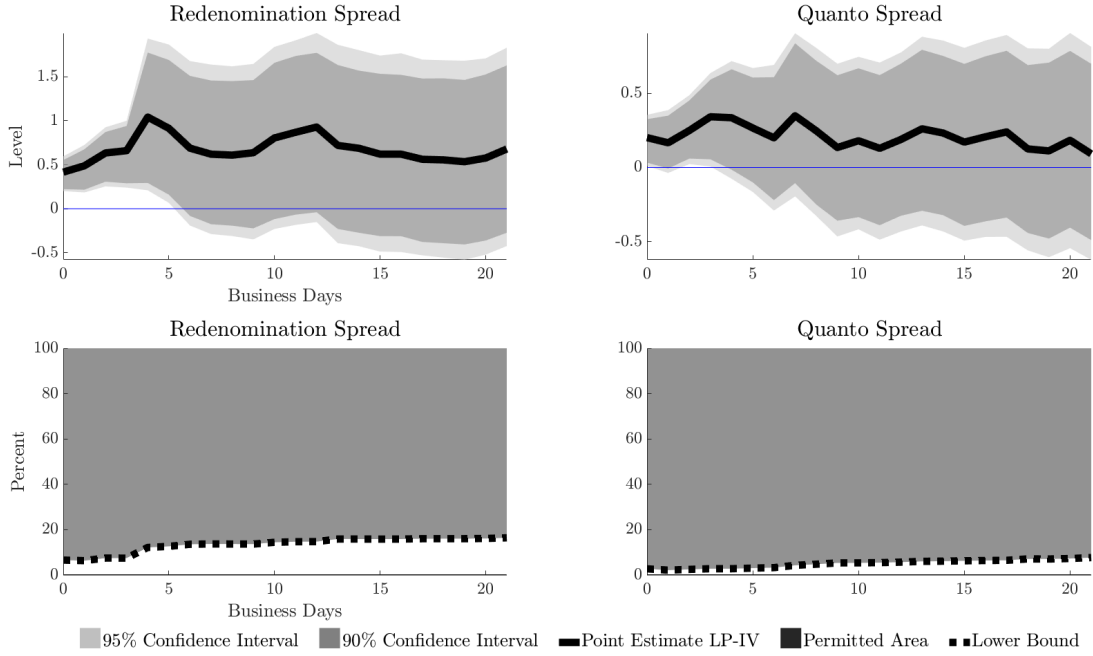 Redenomination Spread
1.5
1
0.5
0
-0.5
Level
0 5 10 15 20
Business Days
Quanto Spread
0.5
0
-0.5
0 5 10 15 20
Redenomination Spread
100
80
60
40
20
0
Percent
0 5 10 15 20
Business Days
Quanto Spread
100
80
60
40
20
0
0 5 10 15 20
95% Confidence Interval 90% Confidence Interval Point Estimate LP-IV Permitted Area Lower Bound